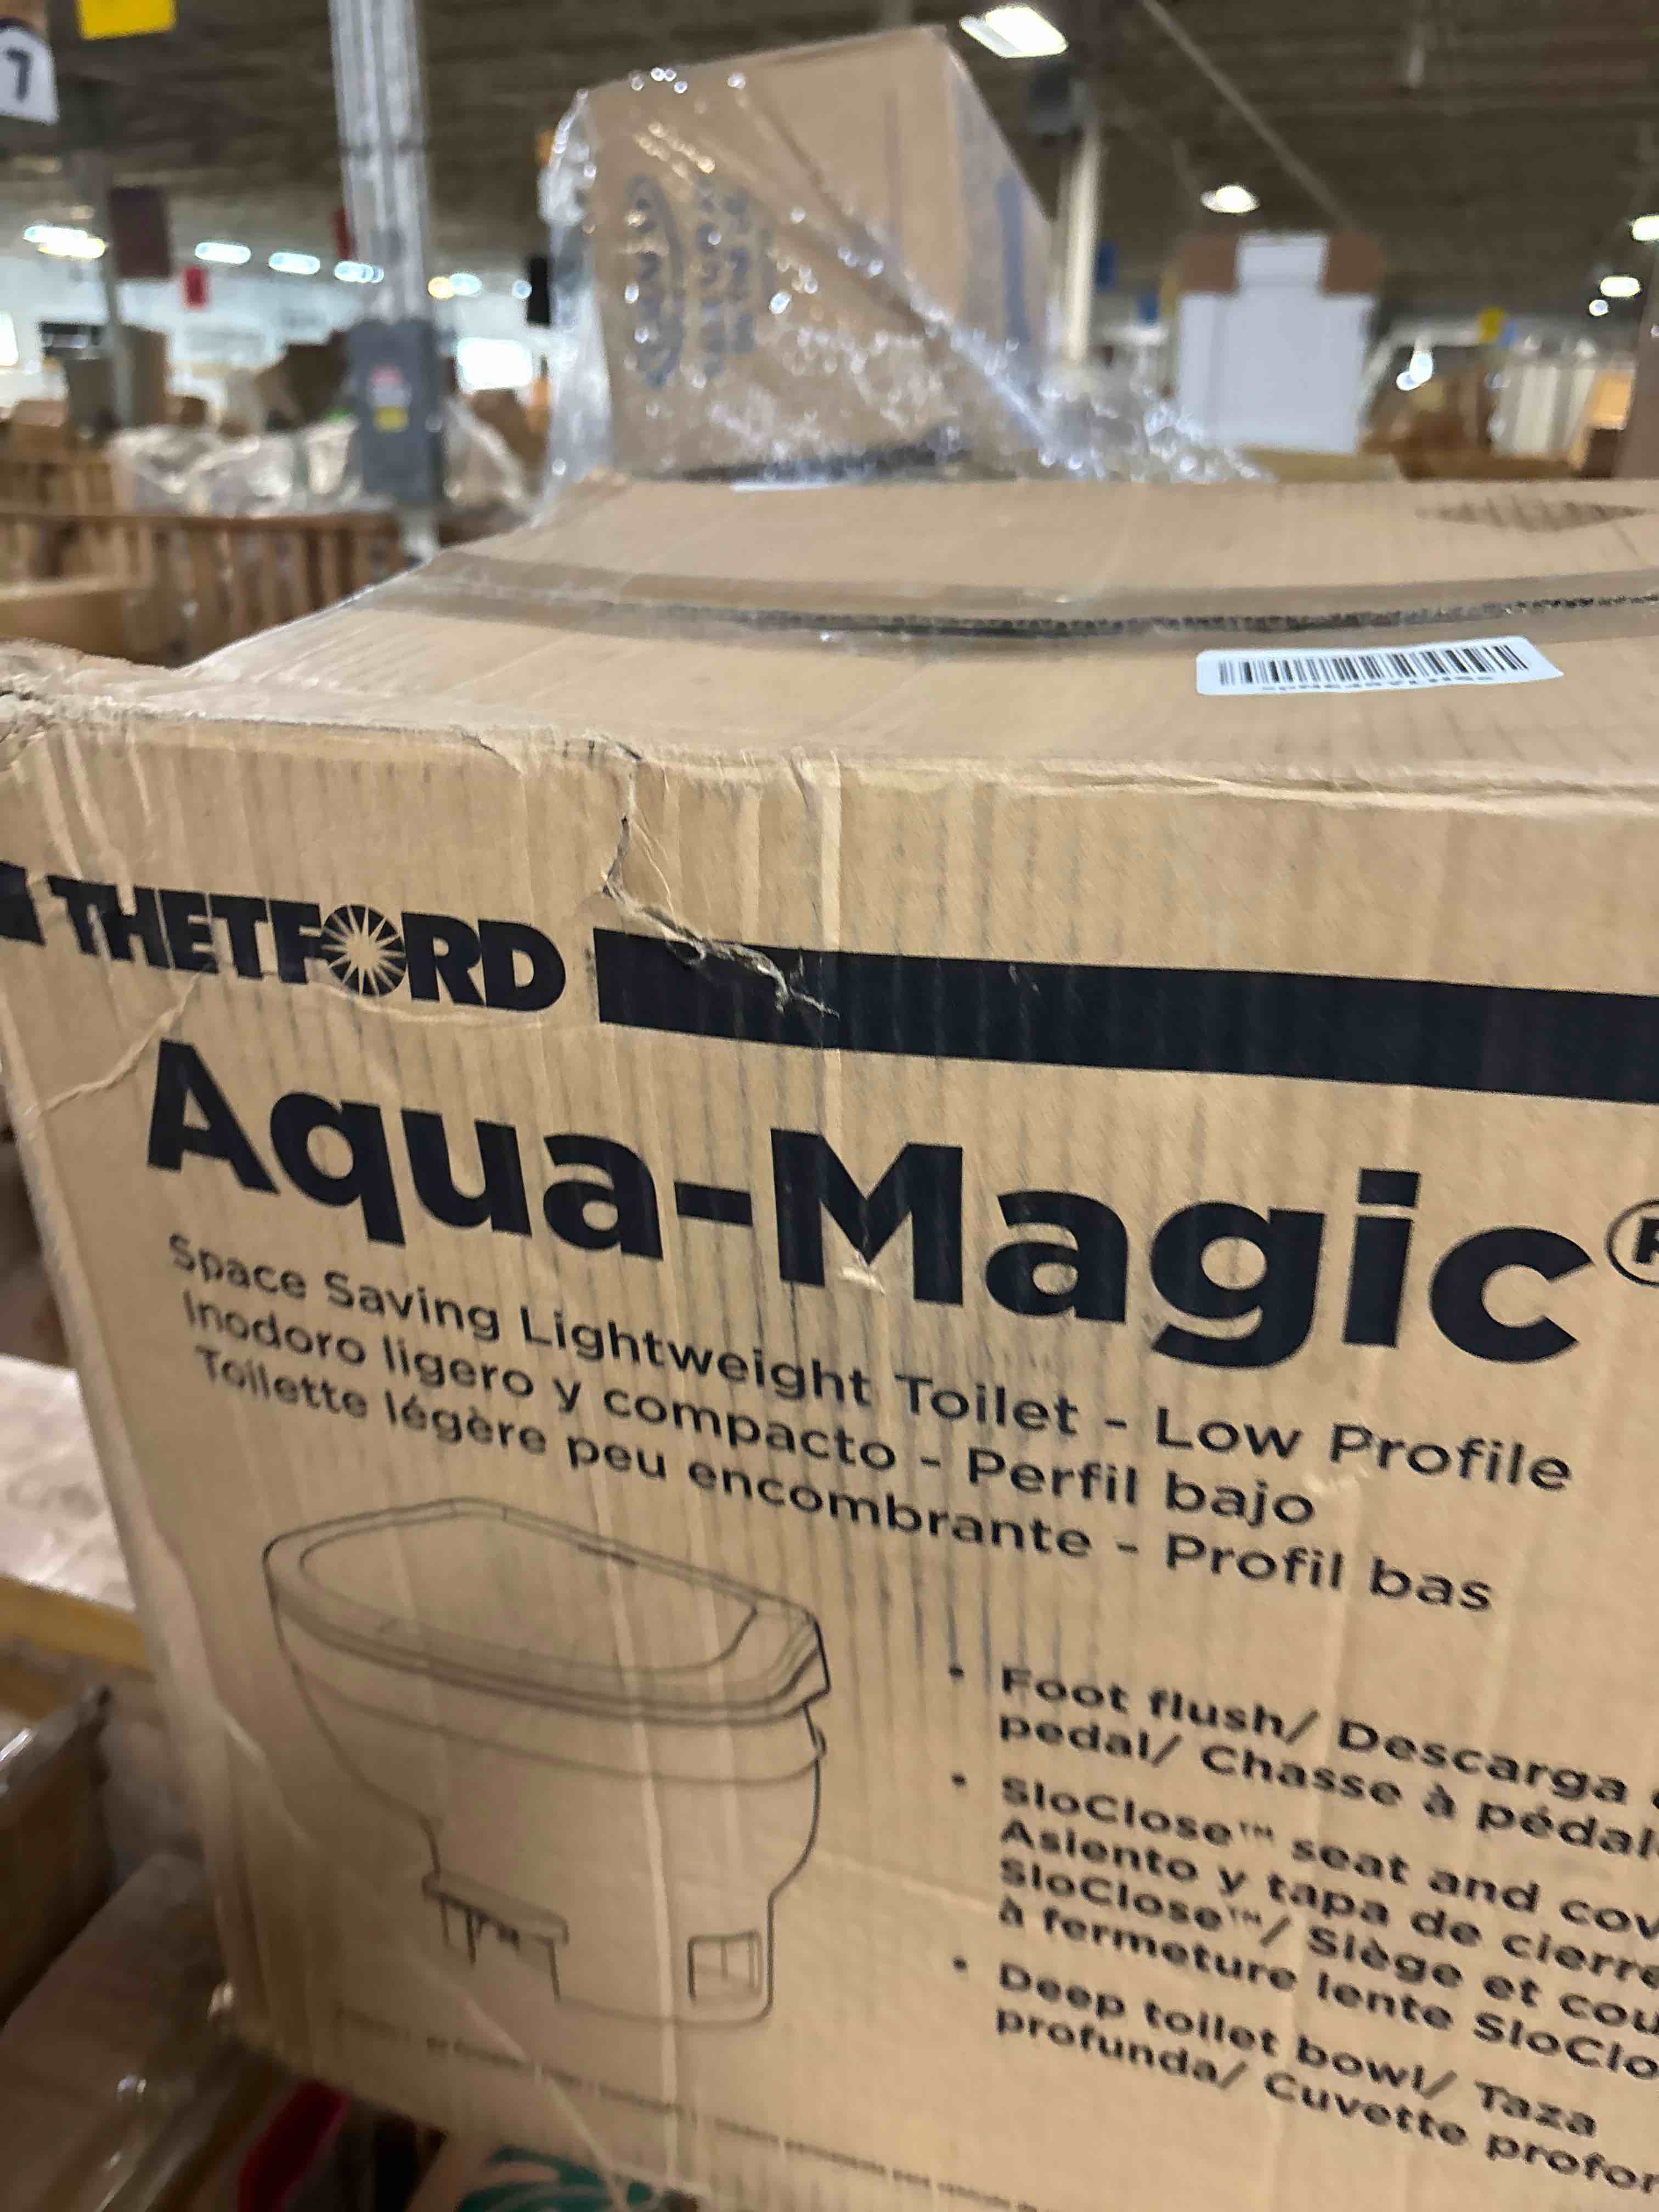 7
THETFORD
Aqua-Magic®
Space Saving Lightweight Toilet - Low Profile
Inodoro ligero y compacto - Perfil bajo
Toilette légère peu encombrante - Profil bas
• Foot flush/ Descarga
pedal/ Chasse à pédal
• SloClose™ seat and cov
Asiento y tapa de cierre
SloClose™/ Siège et cou
à fermeture lente SloClo
• Deep toilet bowl/ Taza
profunda/ Cuvette profon